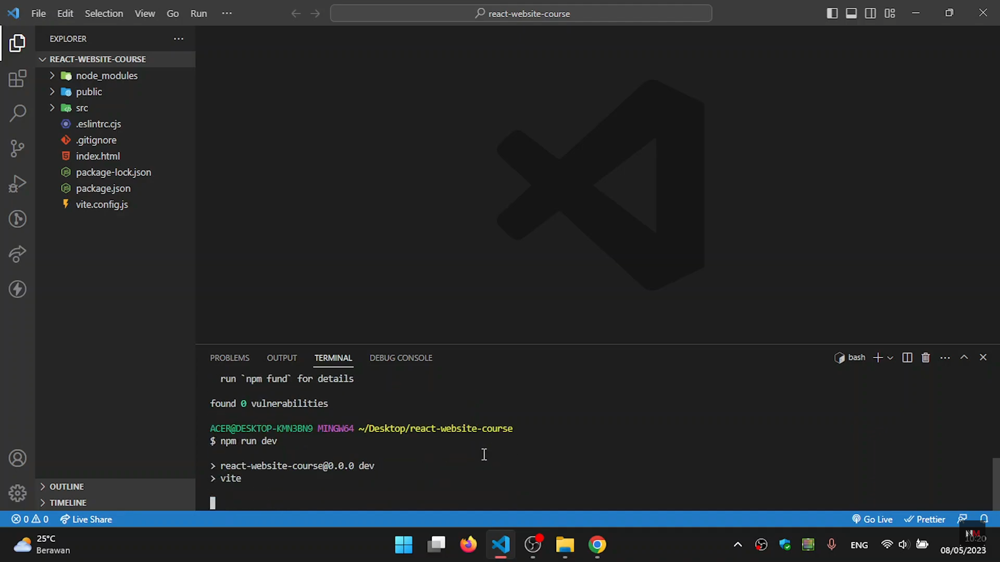 File Edit Selection View Go Run ···
react-website-course
EXPLORER ···
REACT-WEBSITE-COURSE
node_modules
public
src
.eslintrc.cjs
.gitignore
index.html
package-lock.json
package.json
vite.config.js
OUTLINE
TIMELINE
PROBLEMS OUTPUT TERMINAL DEBUG CONSOLE
bash
run `npm fund` for details
found 0 vulnerabilities
ACER@DESKTOP-KMN3BN9 MINGW64 ~/Desktop/react-website-course
$ npm run dev
> react-website-course@0.0.0 dev
> vite
0 0 Live Share
Go Live Prettier
25°C
Berawan
ENG
NM
10:20
08/05/2023